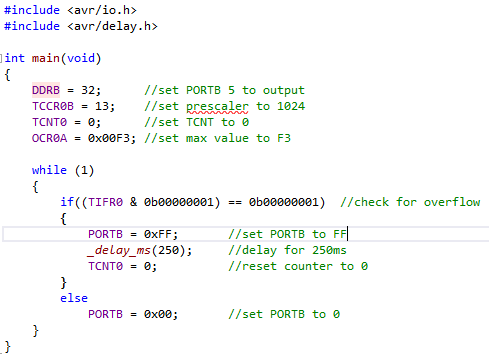 #include <avr/io.h>
#include <avr/delay.h>
int main(void)
{
DDRB = 32; //set PORTB 5 to output
TCCR0B = 13; //set prescaler to 1024
TCNT0 = 0; //set TCNT to 0
OCR0A = 0x00F3; //set max value to F3
while (1)
{
if((TIFR0 & 0b00000001) == 0b00000001) //check for overflow
{
PORTB = 0xFF; //set PORTB to FF
_delay_ms(250); //delay for 250ms
TCNT0 = 0; //reset counter to 0
}
else
PORTB = 0x00; //set PORTB to 0
}
}